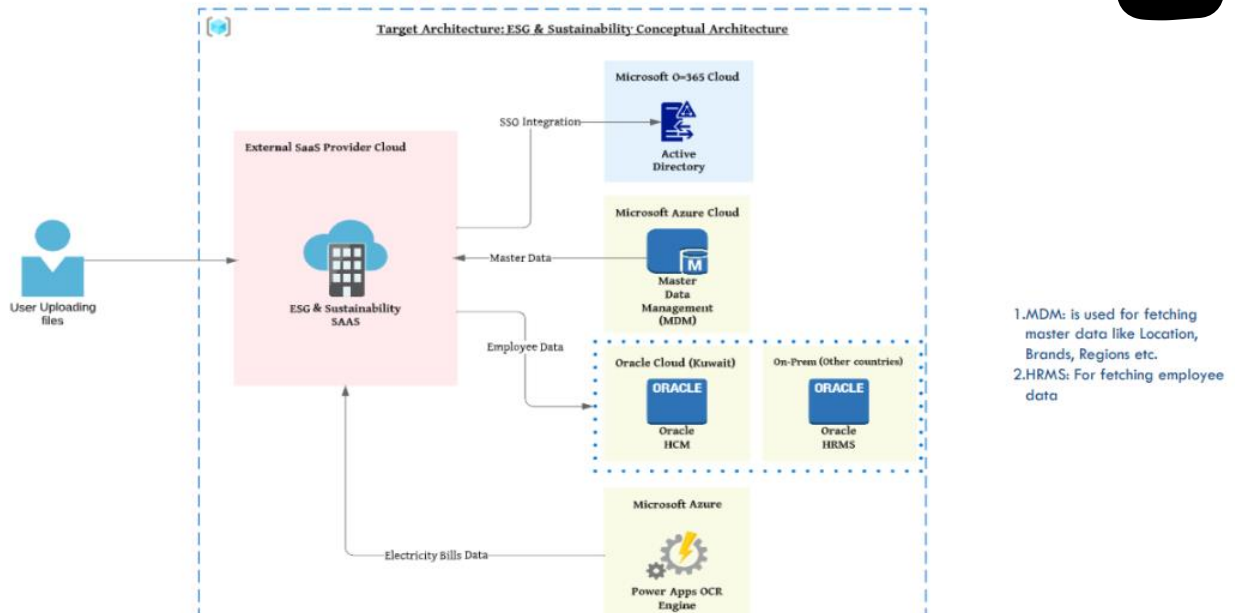 Target Architecture: ESG & Sustainability Conceptual Architecture
Microsoft O=365 Cloud
SSO Integration
Active
Directory
External SaaS Provider Cloud
ESG & Sustainability
SAAS
User Uploading
files
Microsoft Azure Cloud
Master Data
M
Master
Data
Management
(MDM)
Employee Data
Oracle Cloud (Kuwait)
ORACLE
Oracle
HCM
On-Prem (Other countries)
ORACLE
Oracle
HRMS
Microsoft Azure
Electricity Bills Data
Power Apps OCR
Engine
1.MDM: is used for fetching
master data like Location,
Brands, Regions etc.
2.HRMS: For fetching employee
data